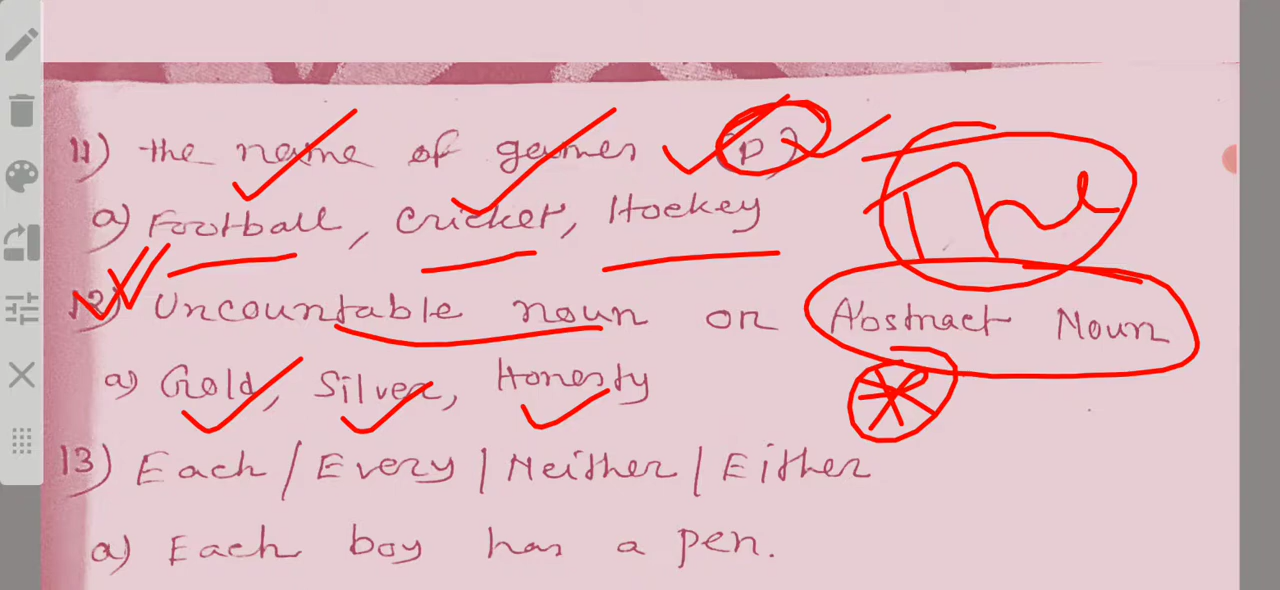 11) the name of games (P)
The
a) Football, Cricket, Hockey
12) Uncountable noun or Abstract Noun
a) Gold, Silver, Honesty
13) Each / Every / Neither / Either
a) Each boy has a pen.